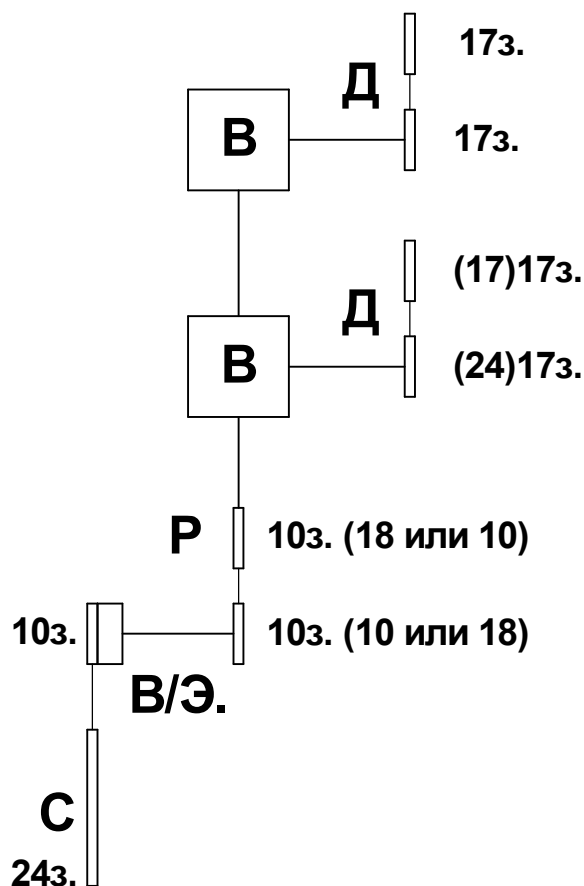 17з.
Д
В
17з.
(17)17з.
Д
В
(24)17з.
Р
10з. (18 или 10)
10з.
10з. (10 или 18)
В/Э.
С
24з.